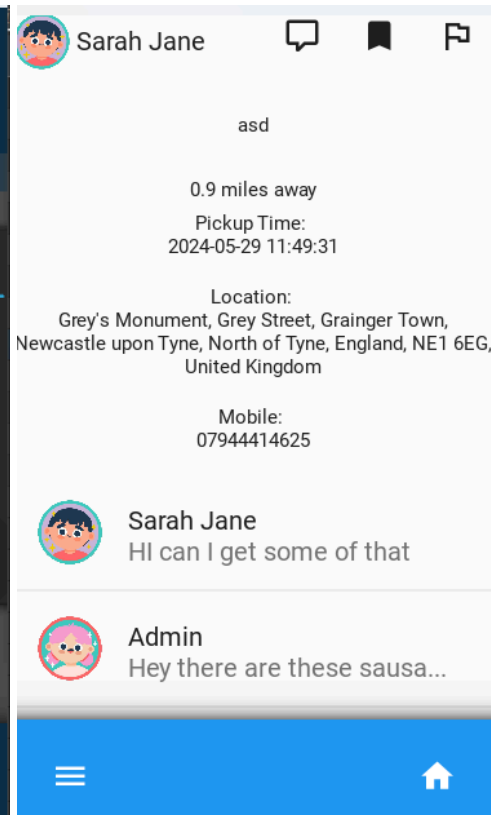 Sarah Jane
asd
0.9 miles away
Pickup Time:
2024-05-29 11:49:31
Location:
Grey's Monument, Grey Street, Grainger Town,
Newcastle upon Tyne, North of Tyne, England, NE1 6EG,
United Kingdom
Mobile:
07944414625
Sarah Jane
HI can I get some of that
Admin
Hey there are these sausa...